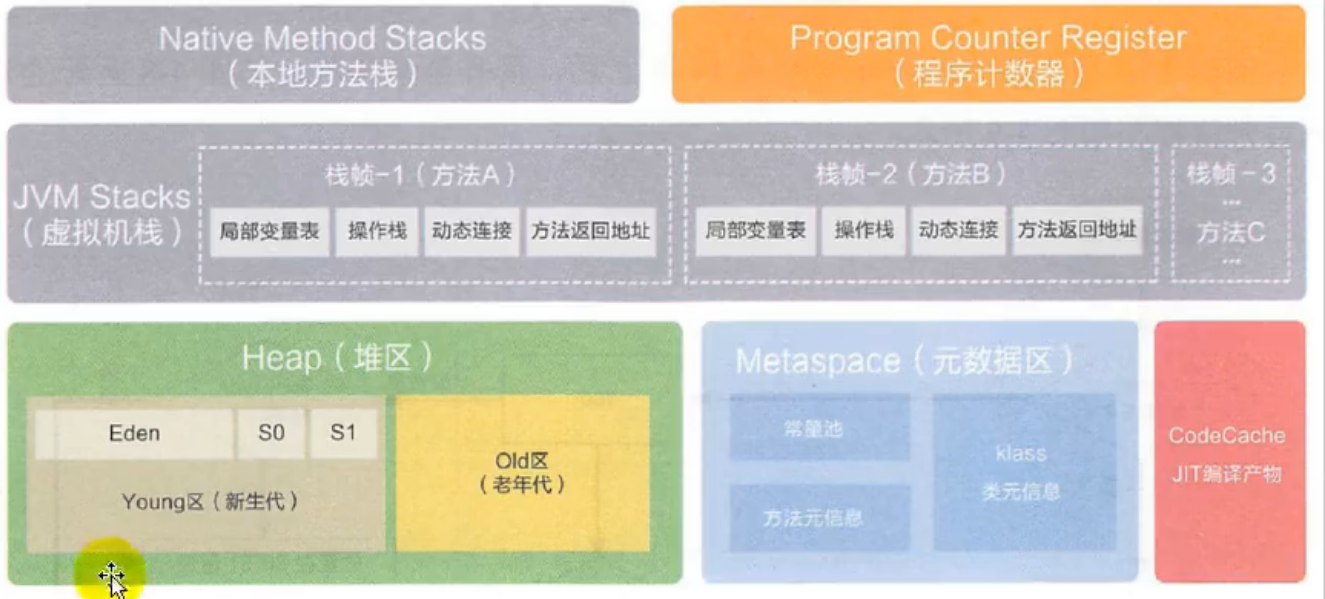 Native Method Stacks
（本地方法栈）
Program Counter Register
（程序计数器）
JVM Stacks
（虚拟机栈）
栈帧-1（方法A）
局部变量表 操作栈 动态连接 方法返回地址
栈帧-2（方法B）
局部变量表 操作栈 动态连接 方法返回地址
栈帧－3
...
方法C
...
Heap（堆区）
Eden S0 S1
Young区（新生代）
Old区
（老年代）
Metaspace（元数据区）
常量池
方法元信息
klass
类元信息
CodeCache
JIT编译产物